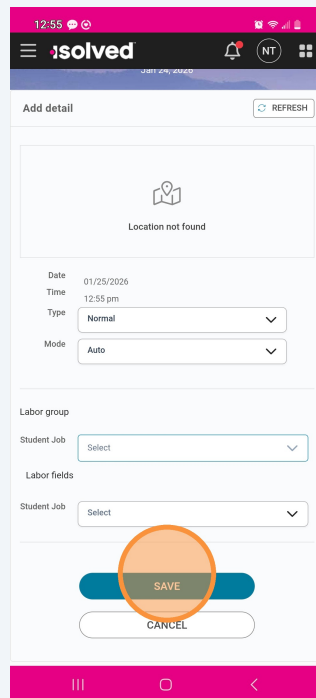 12:55
isolved
NT
Jan 24, 2026
Add detail
REFRESH
Location not found
Date 01/25/2026
Time 12:55 pm
Type Normal
Mode Auto
Labor group
Student Job Select
Labor fields
Student Job Select
SAVE
CANCEL